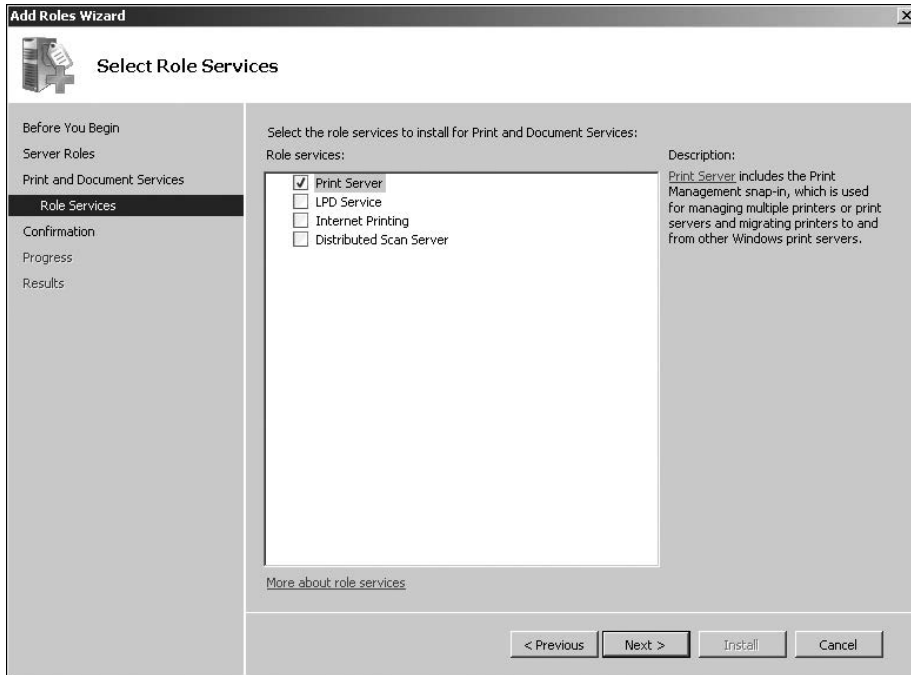 Add Roles Wizard
Select Role Services
Before You Begin
Server Roles
Print and Document Services
Role Services
Confirmation
Progress
Results
Select the role services to install for Print and Document Services:
Role services:
Print Server
LPD Service
Internet Printing
Distributed Scan Server
More about role services
Description:
Print Server includes the Print
Management snap-in, which is used
for managing multiple printers or print
servers and migrating printers to and
from other Windows print servers.
< Previous
Next >
Install
Cancel